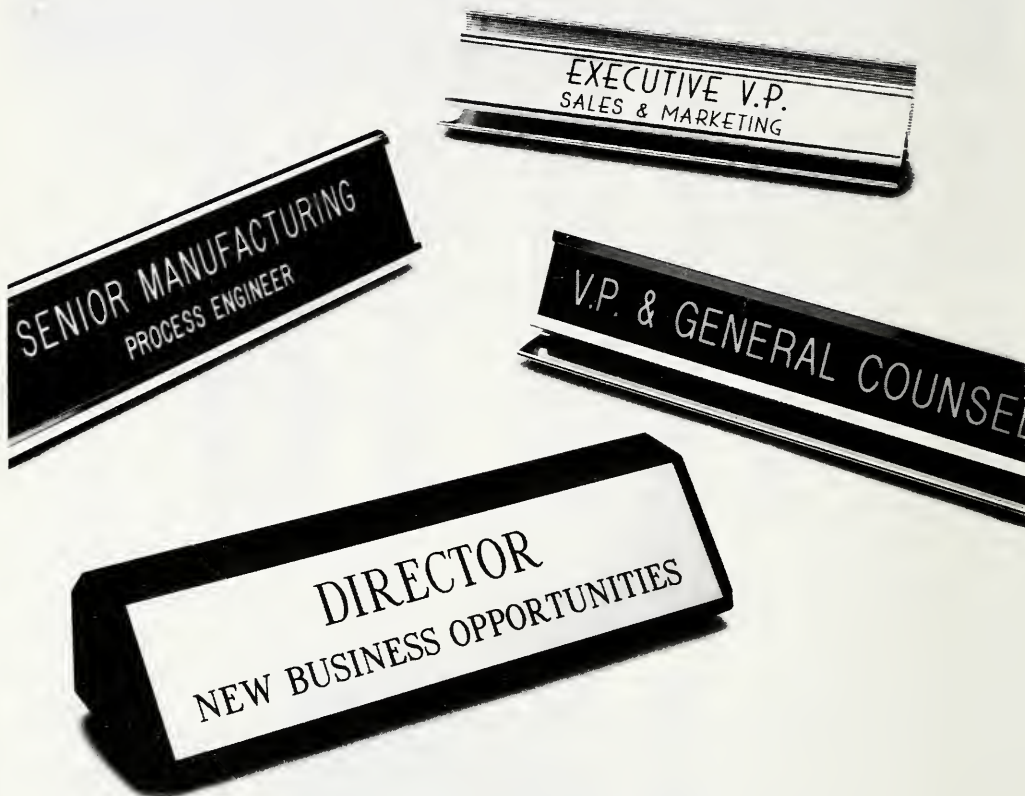 EXECUTIVE V.P.
SALES & MARKETING
SENIOR MANUFACTURING
PROCESS ENGINEER
V.P. & GENERAL COUNSEL
DIRECTOR
NEW BUSINESS OPPORTUNITIES